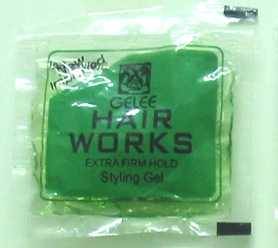 GELEE
HAIR
WORKS
EXTRA FIRM HOLD
Styling Gel